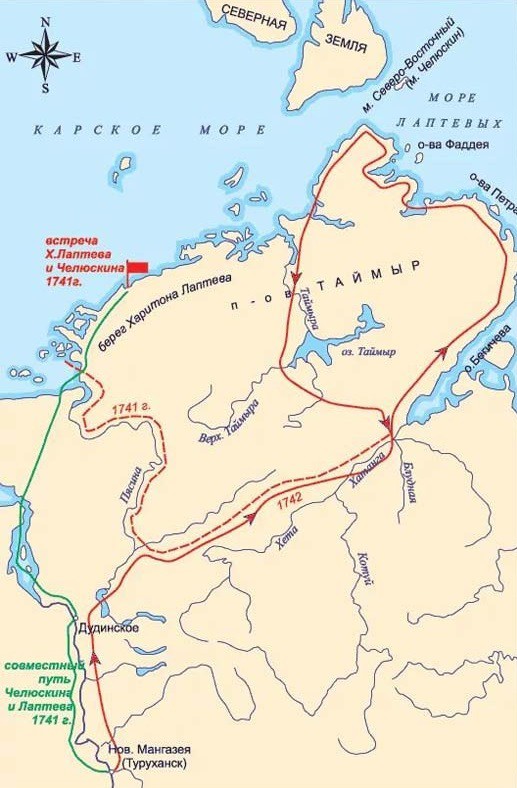 N
W
E
S
СЕВЕРНАЯ
ЗЕМЛЯ
м. Северо-Восточный
(м. Челюскин)
МОРЕ
ЛАПТЕВЫХ
КАРСКОЕ МОРЕ
о-ва Фаддея
о-ва Петра
встреча
Х.Лаптева
и Челюскина
1741г.
берег Харитона Лаптева
п-ов ТАЙМЫР
Таймыра
оз. Таймыр
о.Бегичева
1741 г.
Верх. Таймыра
Пясина
Хатанга
Блудная
1742
Хета
Котуй
Дудинское
совместный
путь
Челюскина
и Лаптева
1741 г.
Нов. Мангазея
(Туруханск)